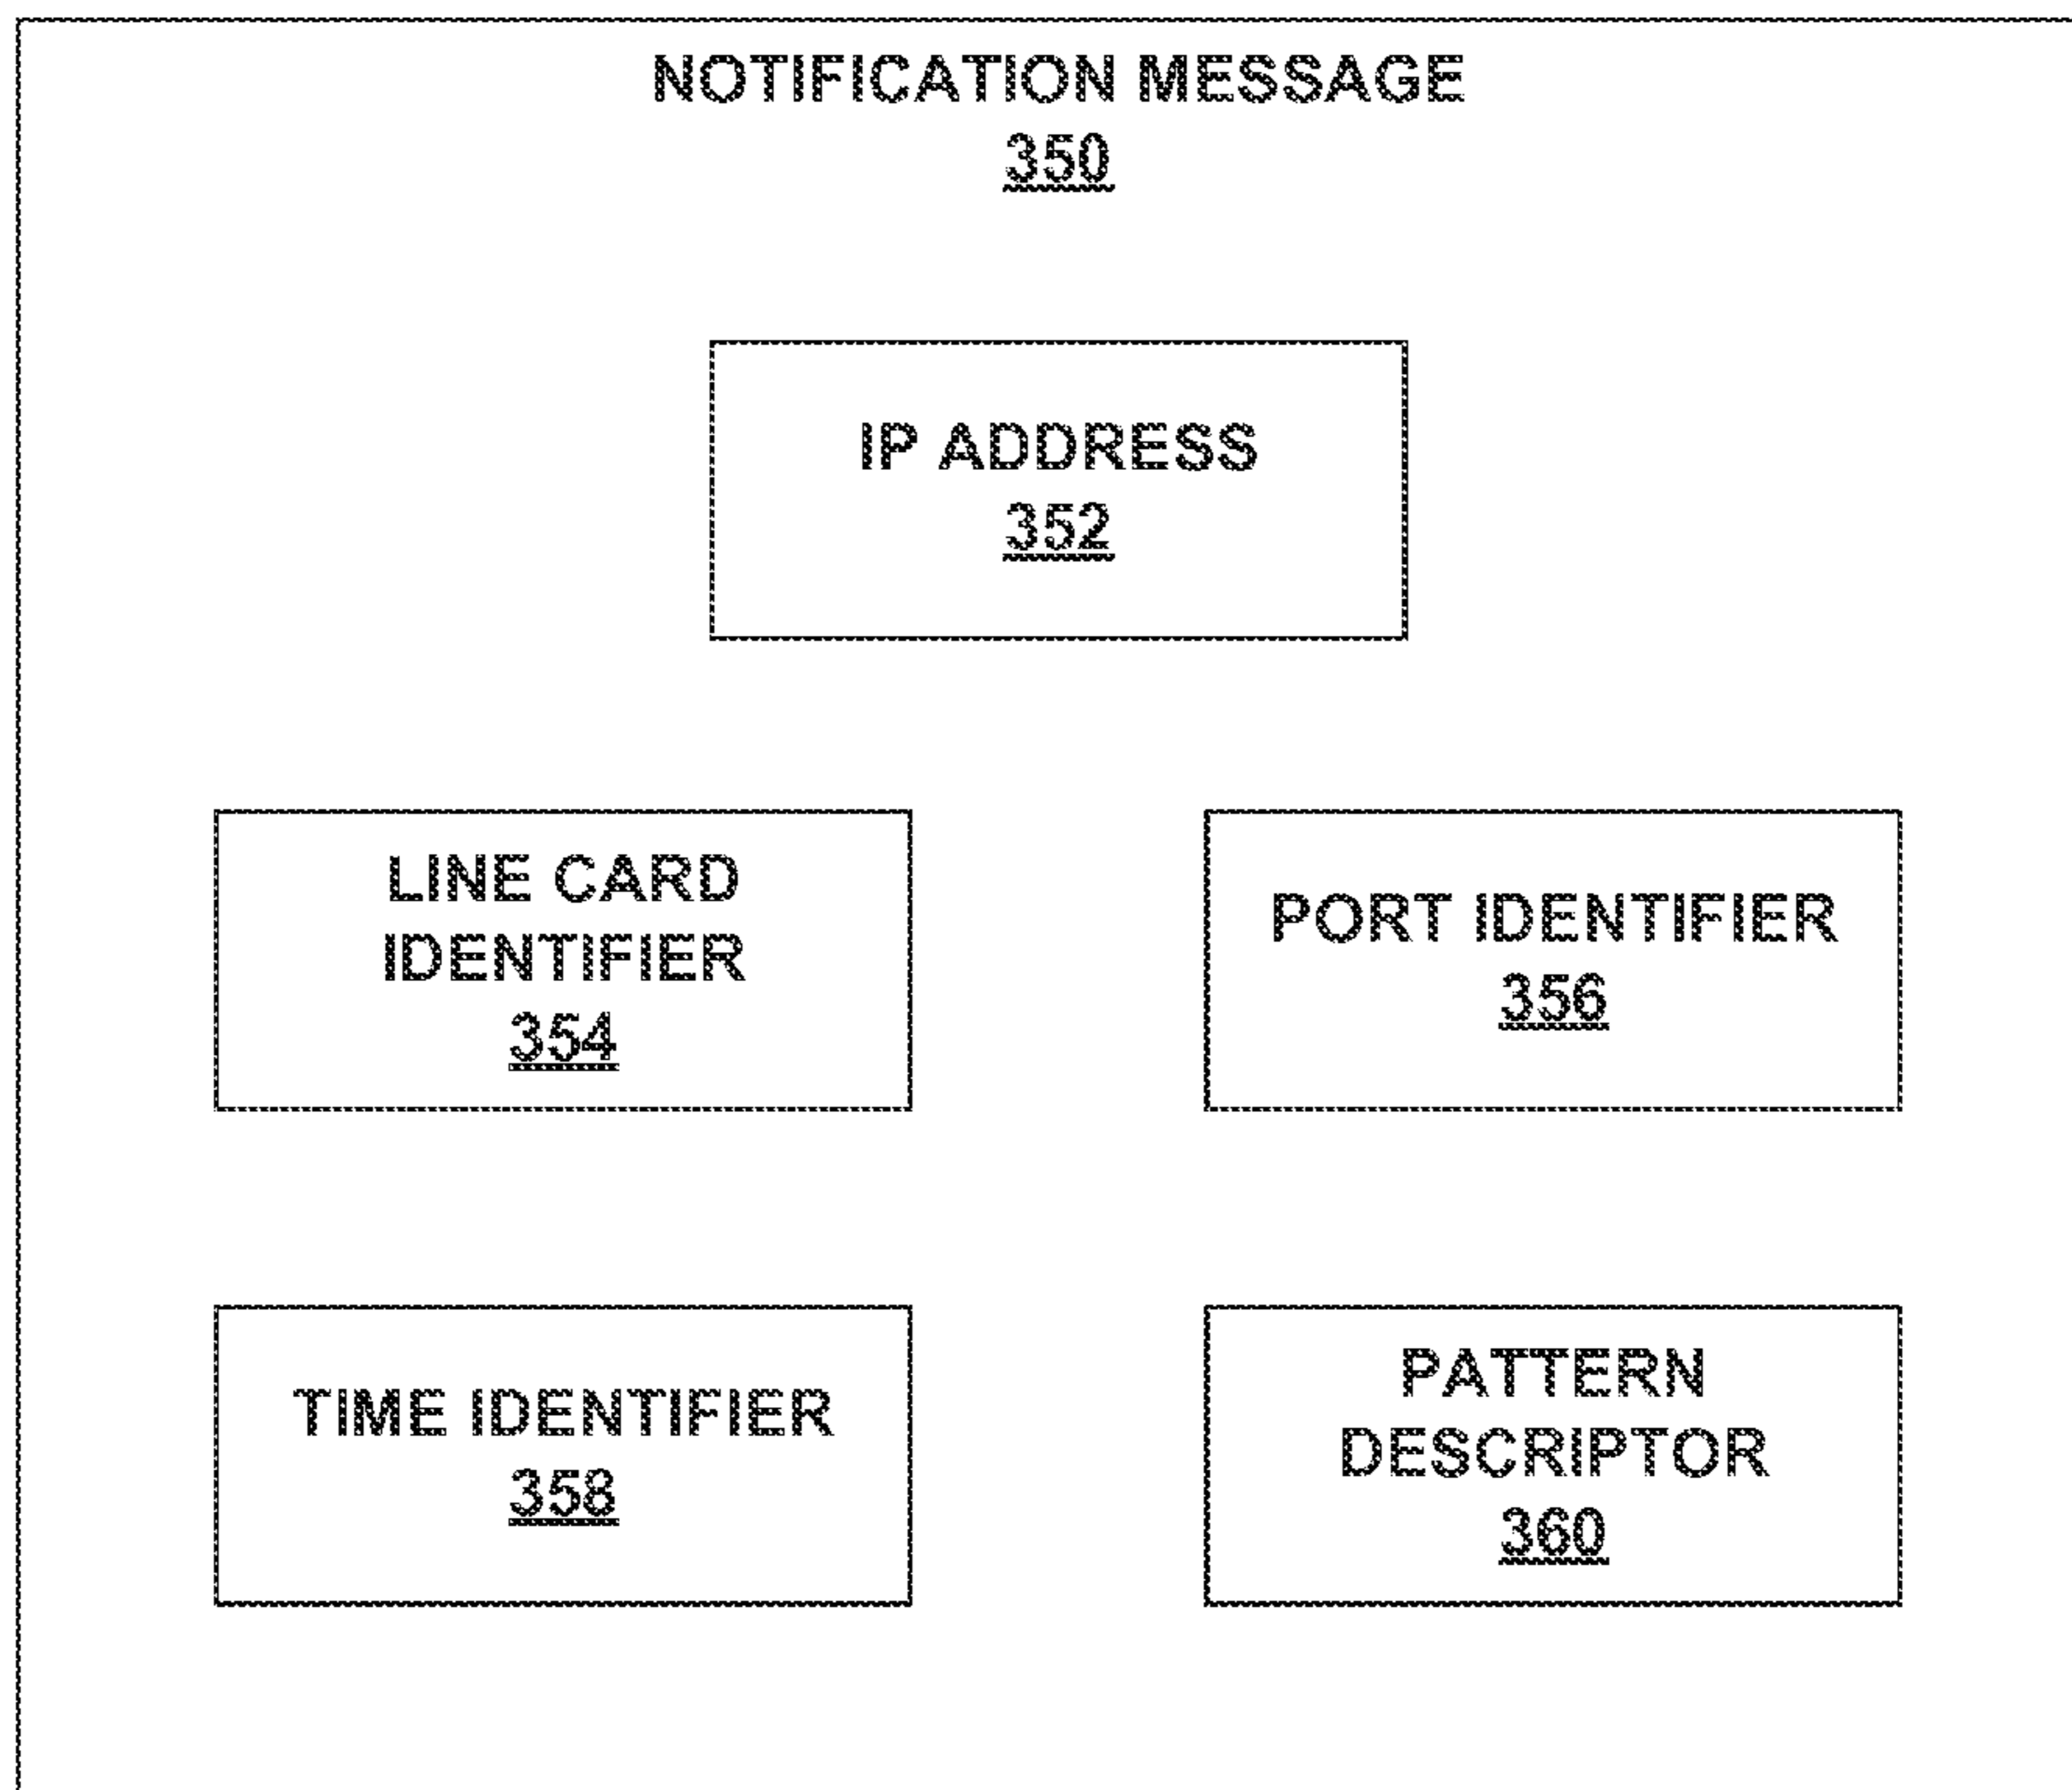 NOTIFICATION MESSAGE
350
IP ADDRESS
352
LINE CARD
IDENTIFIER
354
PORT IDENTIFIER
356
TIME IDENTIFIER
358
PATTERN
DESCRIPTOR
360